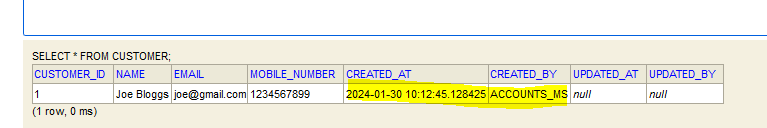 SELECT * FROM CUSTOMER;
CUSTOMER_ID NAME EMAIL MOBILE_NUMBER CREATED_AT CREATED_BY UPDATED_AT UPDATED_BY
1 Joe Bloggs joe@gmail.com 1234567899 2024-01-30 10:12:45.128425 ACCOUNTS_MS null null
(1 row, 0 ms)